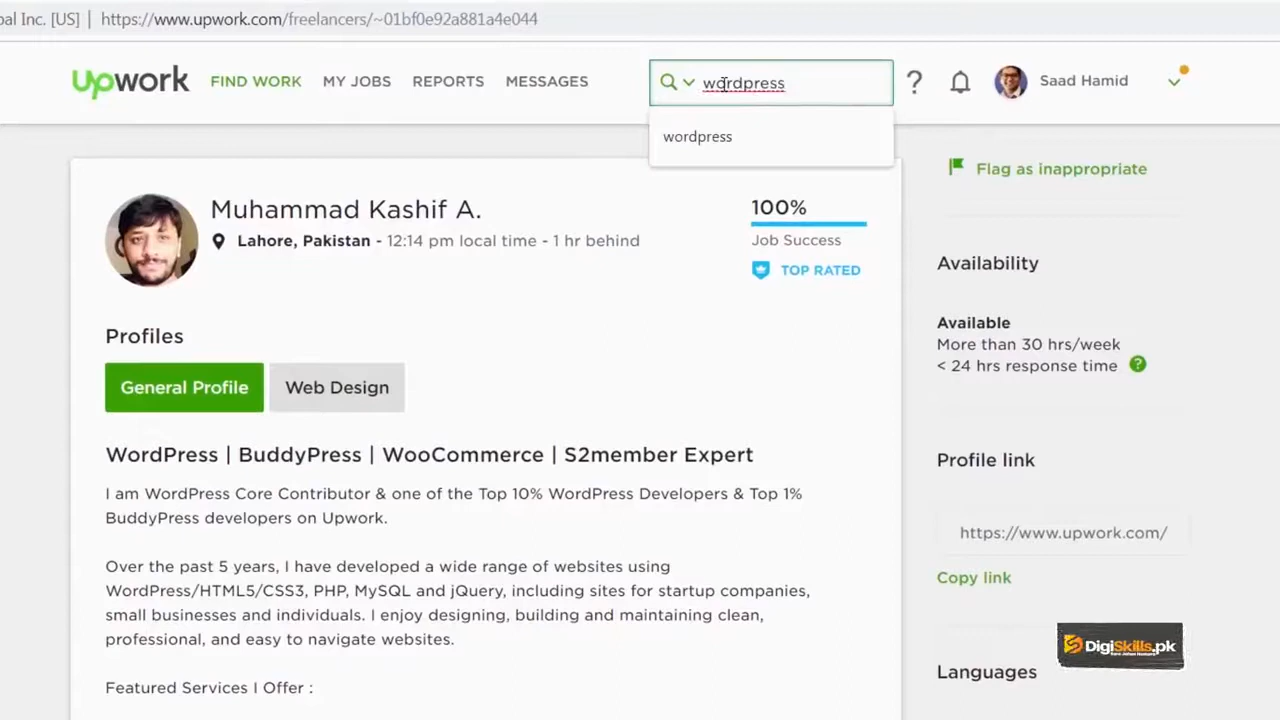 bal Inc. [US] | https://www.upwork.com/freelancers/~01bf0e92a881a4e044
upwork FIND WORK MY JOBS REPORTS MESSAGES wordpress ? Saad Hamid
wordpress
Flag as inappropriate
Muhammad Kashif A.
Lahore, Pakistan - 12:14 pm local time - 1 hr behind
100%
Job Success
TOP RATED
Availability
Available
More than 30 hrs/week
< 24 hrs response time ?
Profiles
General Profile Web Design
WordPress | BuddyPress | WooCommerce | S2member Expert
I am WordPress Core Contributor & one of the Top 10% WordPress Developers & Top 1%
BuddyPress developers on Upwork.
Over the past 5 years, I have developed a wide range of websites using
WordPress/HTML5/CSS3, PHP, MySQL and jQuery, including sites for startup companies,
small businesses and individuals. I enjoy designing, building and maintaining clean,
professional, and easy to navigate websites.
Featured Services I Offer :
Profile link
https://www.upwork.com/
Copy link
DigiSkills.pk
Languages